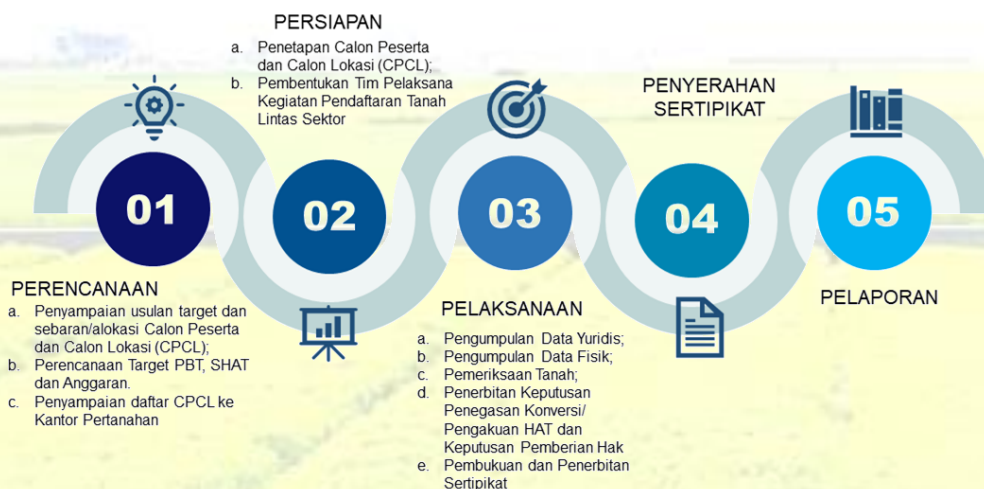 01
PERENCANAAN
a. Penyampaian usulan target dan
sebaran/alokasi Calon Peserta
dan Calon Lokasi (CPCL);
b. Perencanaan Target PBT, SHAT
dan Anggaran.
c. Penyampaian daftar CPCL ke
Kantor Pertanahan
PERSIAPAN
a. Penetapan Calon Peserta
dan Calon Lokasi (CPCL);
b. Pembentukan Tim Pelaksana
Kegiatan Pendaftaran Tanah
Lintas Sektor
02
03
PELAKSANAAN
a. Pengumpulan Data Yuridis;
b. Pengumpulan Data Fisik;
c. Pemeriksaan Tanah;
d. Penerbitan Keputusan
Penegasan Konversi/
Pengakuan HAT dan
Keputusan Pemberian Hak
e. Pembukuan dan Penerbitan
Sertipikat
PENYERAHAN
SERTIPIKAT
04
05
PELAPORAN